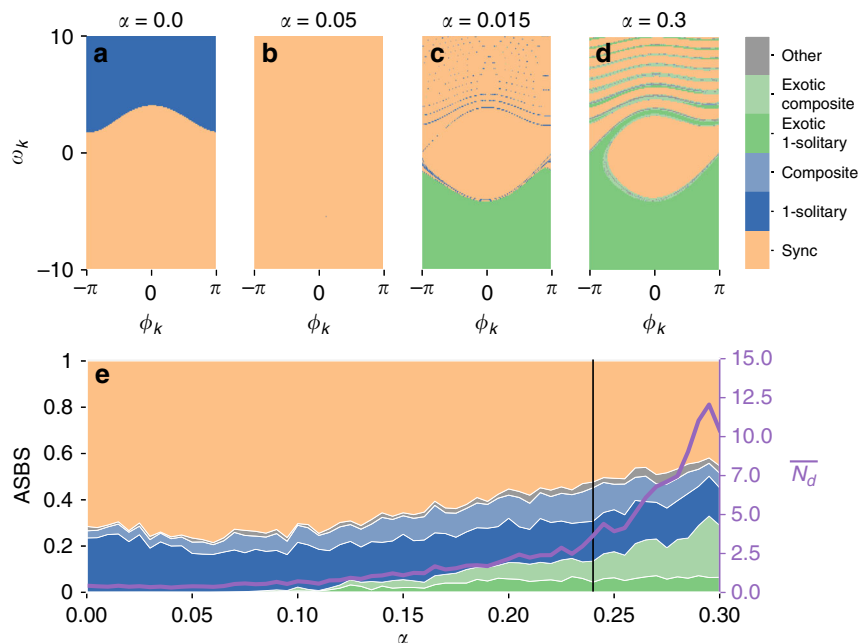 α = 0.0 α = 0.05 α = 0.015 α = 0.3
a b c d
10
0
−10
ω_k
−π 0 π −π 0 π −π 0 π −π 0 π
ϕ_k ϕ_k ϕ_k ϕ_k
Other
Exotic
composite
Exotic
1-solitary
Composite
1-solitary
Sync
e
1
0.8
0.6
0.4
0.2
0
ASBS
15.0
12.5
10.0
7.0
5.0
2.5
0.0
\overline{N_d}
0.00 0.05 0.10 0.15 0.20 0.25 0.30
α